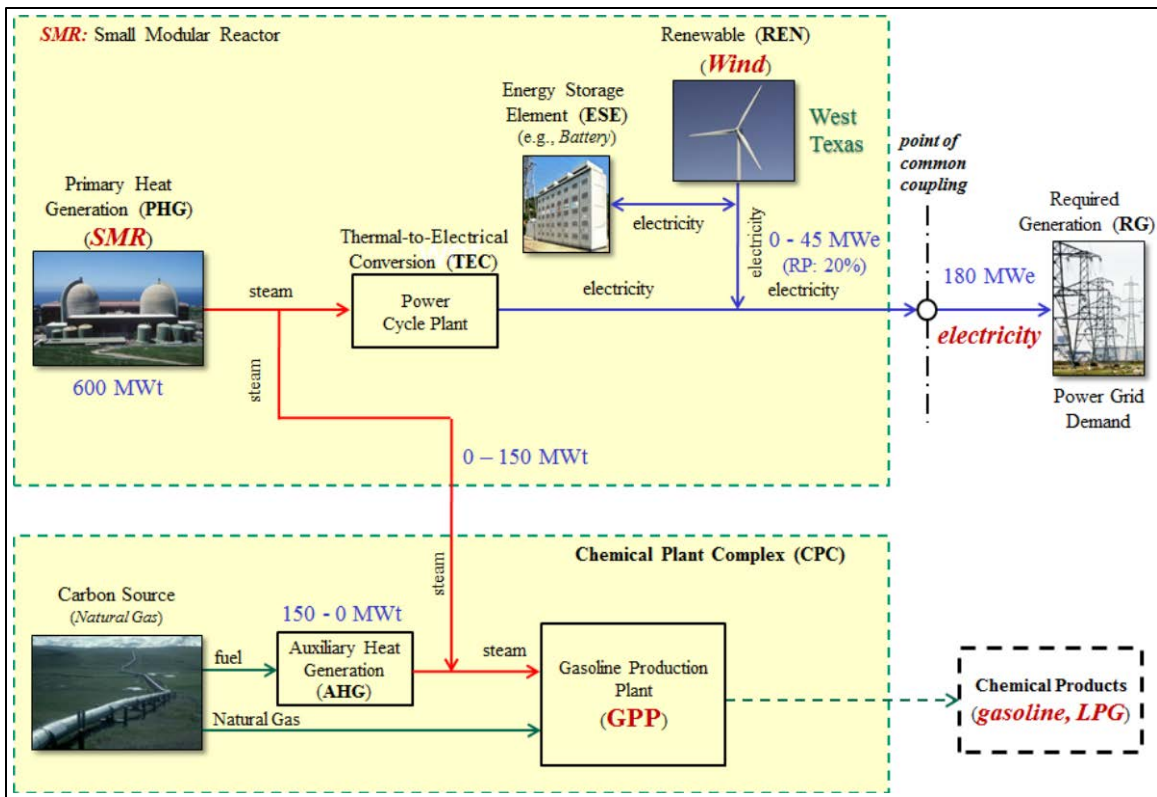 SMR: Small Modular Reactor
Renewable (REN)
(Wind)
Energy Storage
Element (ESE)
(e.g., Battery)
West
Texas
point of
common
coupling
Primary Heat
Generation (PHG)
(SMR)
600 MWt
steam
Thermal-to-Electrical
Conversion (TEC)
Power
Cycle Plant
electricity
electricity
electricity
0 - 45 MWe
(RP: 20%)
electricity
Required
Generation (RG)
180 MWe
electricity
Power Grid
Demand
steam
0 – 150 MWt
steam
Chemical Plant Complex (CPC)
Carbon Source
(Natural Gas)
fuel
150 - 0 MWt
Auxiliary Heat
Generation
(AHG)
steam
Natural Gas
Gasoline Production
Plant
(GPP)
Chemical Products
(gasoline, LPG)